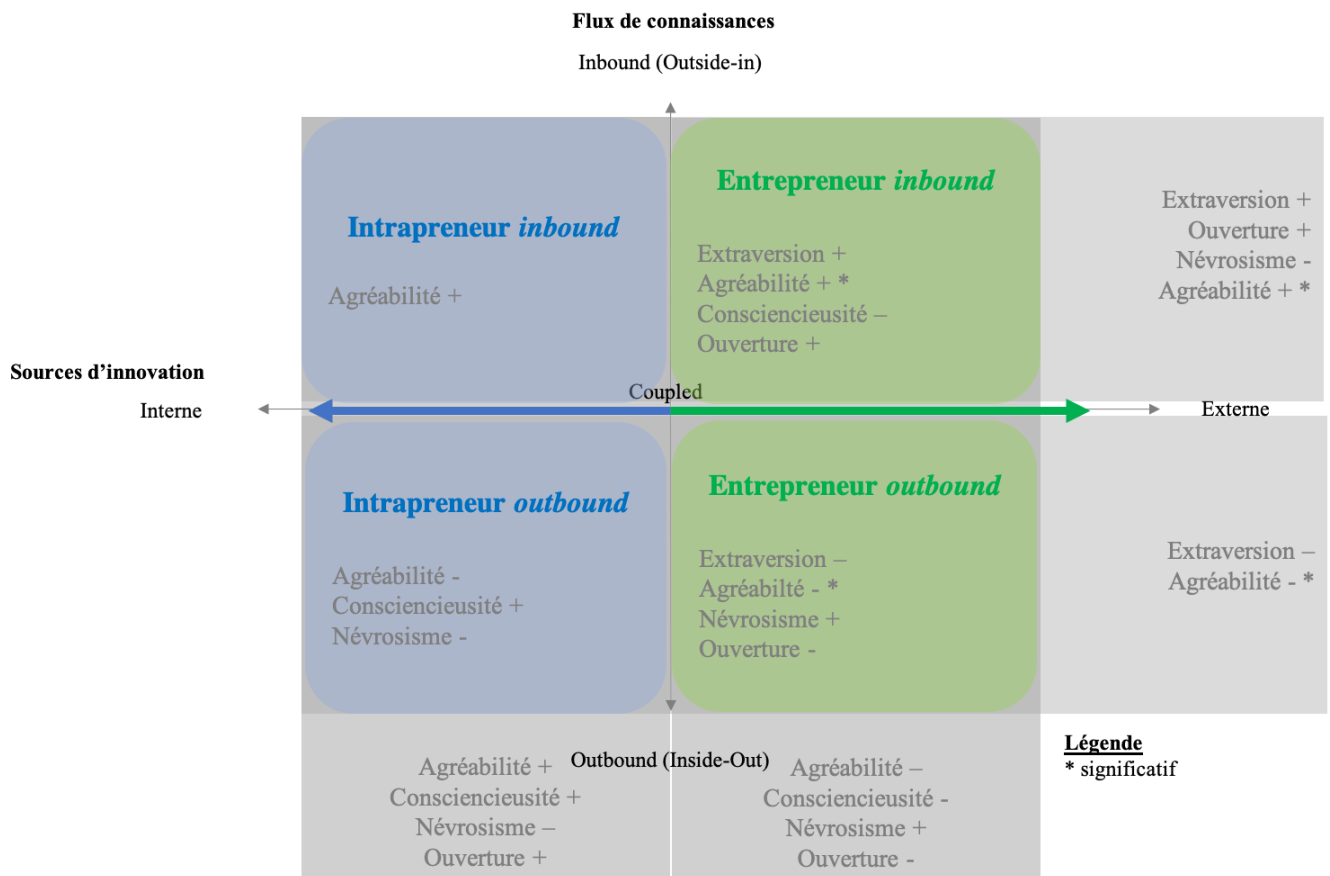 Flux de connaissances
Inbound (Outside-in)
Intrapreneur inbound
Agréabilité +
Entrepreneur inbound
Extraversion +
Agréabilité + *
Consciencieusité –
Ouverture +
Extraversion +
Ouverture +
Névrosisme -
Agréabilité + *
Sources d’innovation
Interne
Coupled
Externe
Intrapreneur outbound
Agréabilité -
Consciencieusité +
Névrosisme -
Entrepreneur outbound
Extraversion –
Agréabilté - *
Névrosisme +
Ouverture -
Extraversion –
Agréabilité - *
Outbound (Inside-Out)
Agréabilité +
Consciencieusité +
Névrosisme –
Ouverture +
Agréabilité –
Consciencieusité -
Névrosisme +
Ouverture -
Légende
* significatif